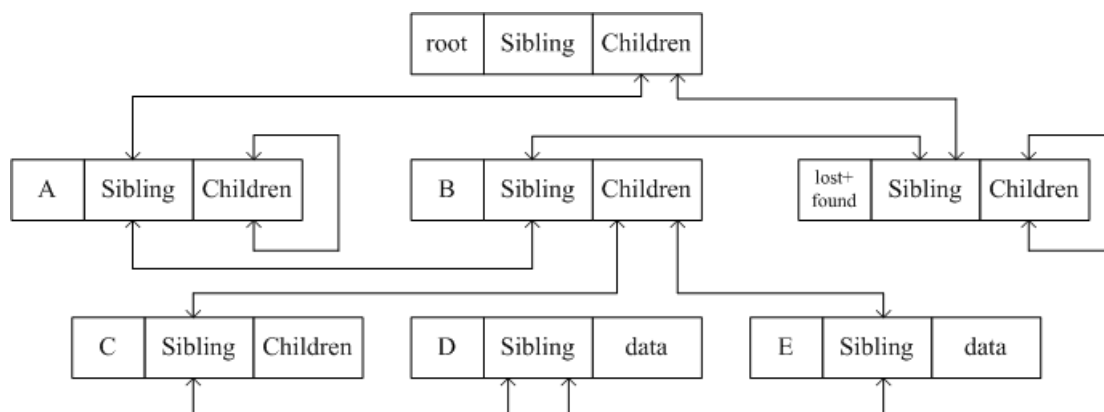 root Sibling Children
A Sibling Children B Sibling Children lost+
found Sibling Children
C Sibling Children D Sibling data E Sibling data